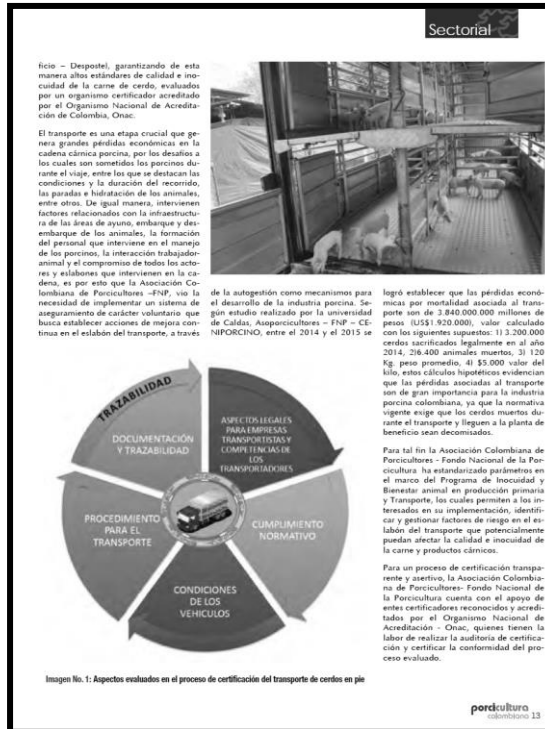 Sectorial
ficio – Desposte), garantizando de esta
manera altos estándares de calidad e ino-
cuidad de la carne de cerdo, evaluados
por un organismo certificador acreditado
por el Organismo Nacional de Acredita-
ción de Colombia, Onac.
El transporte es una etapa crucial que ge-
nera grandes pérdidas económicas en la
cadena cárnica porcina, por los desafíos a
los cuales son sometidos los porcinos du-
rante el viaje, entre los que se destacan las
condiciones y la duración del recorrido,
las paradas e hidratación de los animales,
entre otros. De igual manera, intervienen
factores relacionados con la infraestructu-
ra de las áreas de ayuno, embarque y des-
embarque de los animales, la formación
del personal que interviene en el manejo
de los porcinos, la interacción trabajador-
animal y el compromiso de todos los acto-
res y eslabones que intervienen en la ca-
dena, es por esto que la Asociación Co-
lombiana de Porcicultores –FNP, vio la
necesidad de implementar un sistema de
aseguramiento de carácter voluntario que
busca establecer acciones de mejora con-
tinua en el eslabón del transporte, a través
de la autogestión como mecanismos para
el desarrollo de la industria porcina. Se-
gún estudio realizado por la universidad
de Caldas, Asoporcicultores – FNP – CE-
NIPORCINO, entre el 2014 y el 2015 se
logró establecer que las pérdidas econó-
micas por mortalidad asociada al trans-
porte son de 3.840.000.000 millones de
pesos (US$1.920.000), valor calculado
con los siguientes supuestos: 1) 3.200.000
cerdos sacrificados legalmente en al año
2014, 2)6.400 animales muertos, 3) 120
Kg. peso promedio, 4) $5.000 valor del
kilo, estos cálculos hipotéticos evidencian
que las pérdidas asociadas al transporte
son de gran importancia para la industria
porcina colombiana, ya que la normativa
vigente exige que los cerdos muertos du-
rante el transporte y lleguen a la planta de
beneficio sean decomisados.
Para tal fin la Asociación Colombiana de
Porcicultores - Fondo Nacional de la Por-
cicultura ha estandarizado parámetros en
el marco del Programa de Inocuidad y
Bienestar animal en producción primaria
y Transporte, los cuales permiten a los in-
teresados en su implementación, identifi-
car y gestionar factores de riesgo en el es-
labón del transporte que potencialmente
puedan afectar la calidad e inocuidad de
la carne y productos cárnicos.
Para un proceso de certificación transpa-
rente y asertivo, la Asociación Colombia-
na de Porcicultores- Fondo Nacional de
la Porcicultura cuenta con el apoyo de
entes certificadores reconocidos y acredi-
tados por el Organismo Nacional de
Acreditación - Onac, quienes tienen la
labor de realizar la auditoría de certifica-
ción y certificar la conformidad del pro-
ceso evaluado.
TRAZABILIDAD
DOCUMENTACIÓN
Y TRAZABILIDAD
ASPECTOS LEGALES
PARA EMPRESAS
TRANSPORTISTAS Y
COMPETENCIAS DE
LOS
TRANSPORTADORES
PROCEDIMIENTO
PARA EL
TRANSPORTE
CUMPLIMIENTO
NORMATIVO
CONDICIONES
DE LOS
VEHICULOS
Imagen No. 1: Aspectos evaluados en el proceso de certificación del transporte de cerdos en pie
porcicultura
colombiana 13